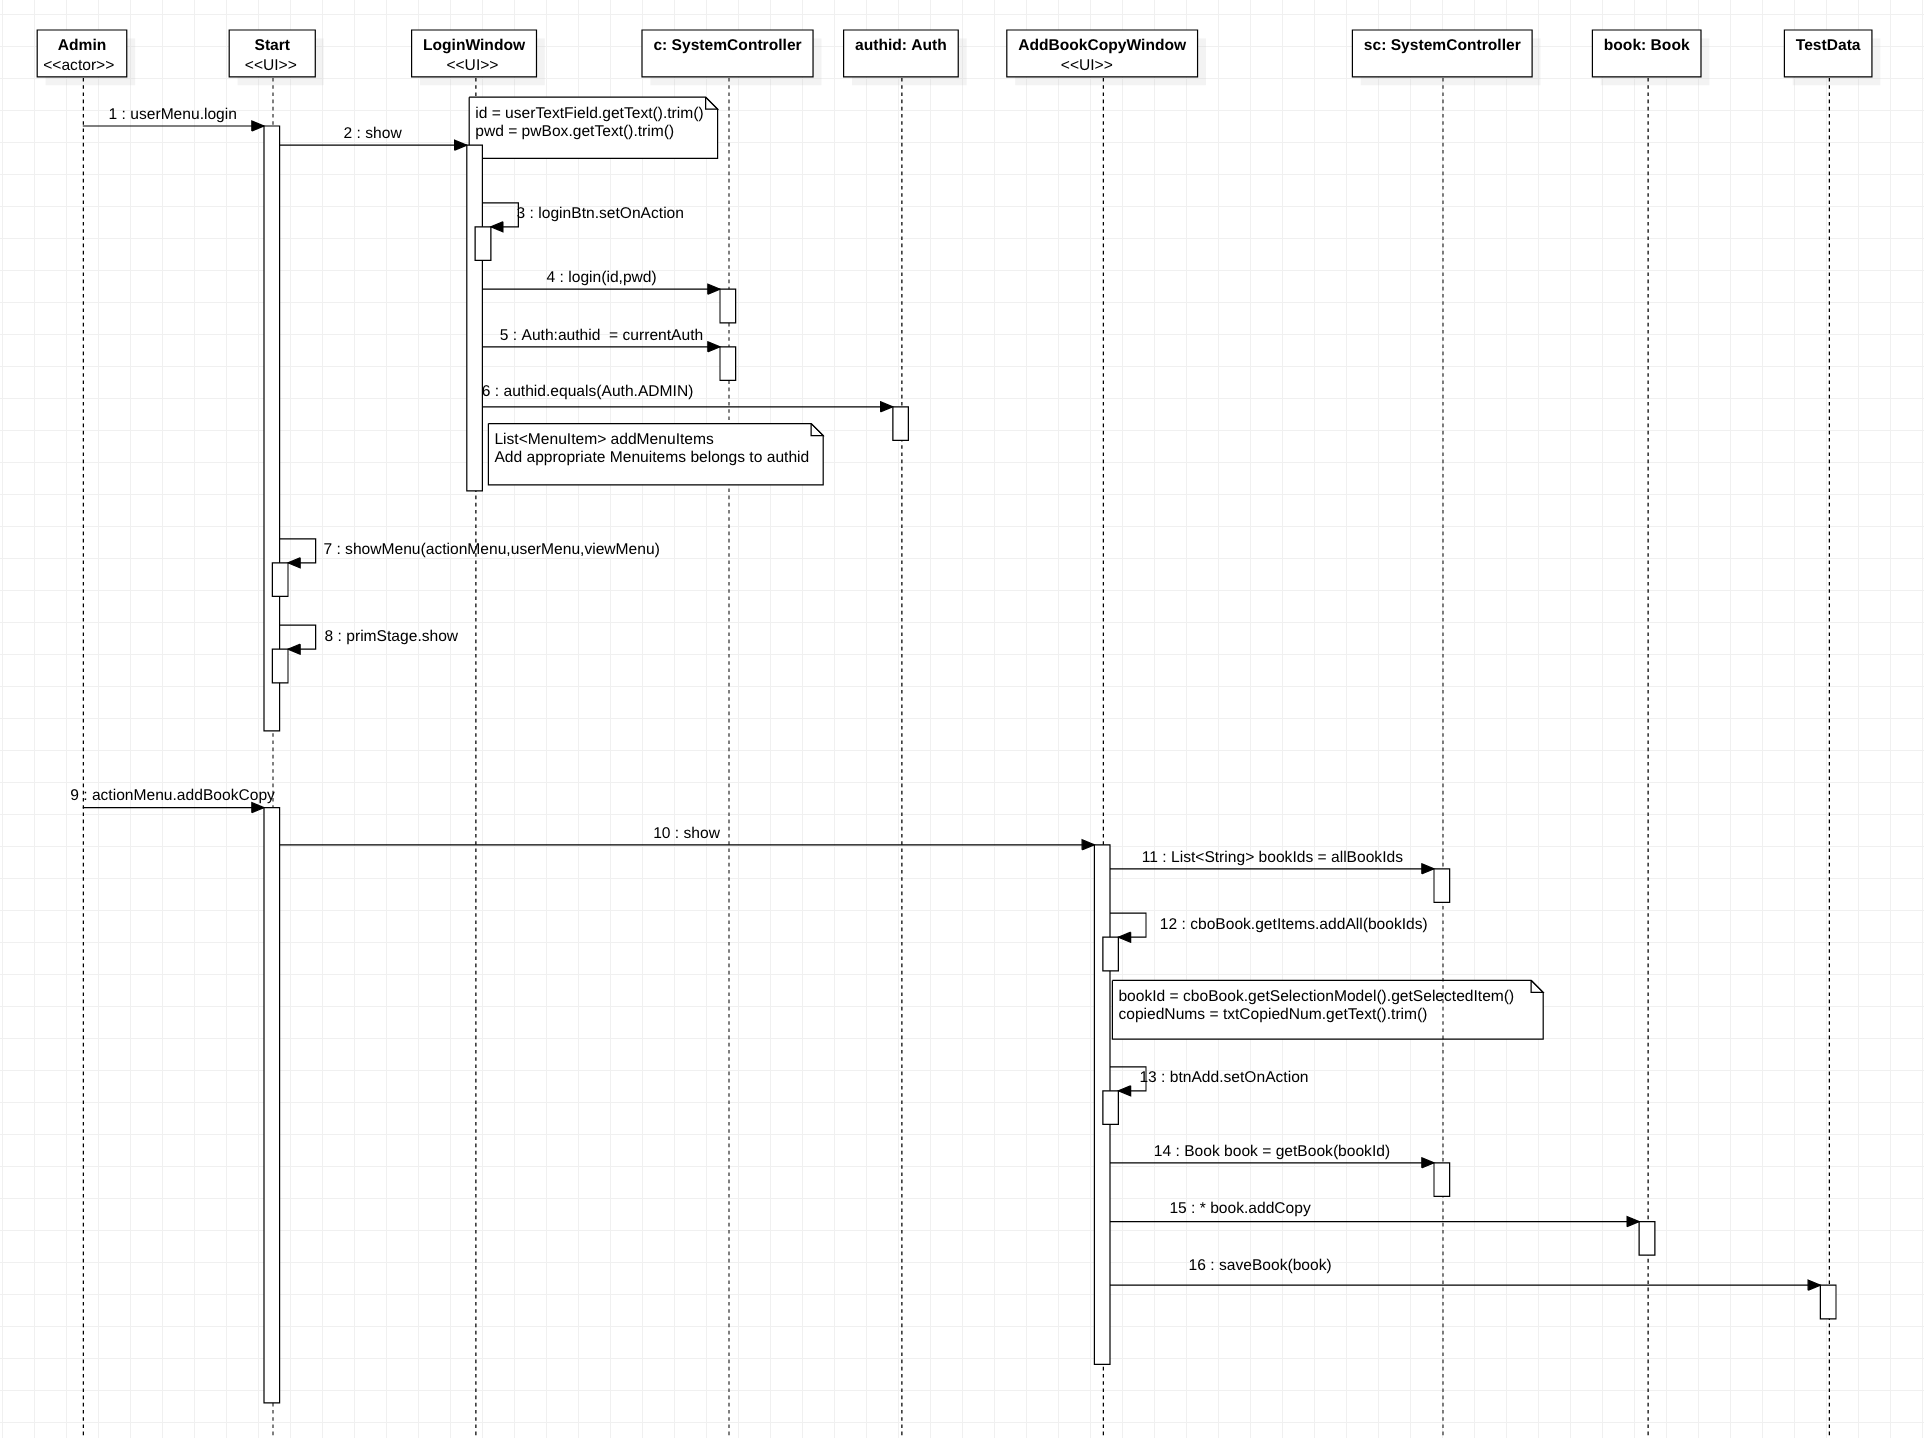 Admin
<<actor>>
Start
<<UI>>
LoginWindow
<<UI>>
c: SystemController
authid: Auth
AddBookCopyWindow
<<UI>>
sc: SystemController
book: Book
TestData
id = userTextField.getText().trim()
pwd = pwBox.getText().trim()
1 : userMenu.login
2 : show
3 : loginBtn.setOnAction
4 : login(id,pwd)
5 : Auth:authid  = currentAuth
6 : authid.equals(Auth.ADMIN)
List<MenuItem> addMenuItems
Add appropriate Menuitems belongs to authid
7 : showMenu(actionMenu,userMenu,viewMenu)
8 : primStage.show
9 : actionMenu.addBookCopy
10 : show
11 : List<String> bookIds = allBookIds
12 : cboBook.getItems.addAll(bookIds)
bookId = cboBook.getSelectionModel().getSelectedItem()
copiedNums = txtCopiedNum.getText().trim()
13 : btnAdd.setOnAction
14 : Book book = getBook(bookId)
15 : * book.addCopy
16 : saveBook(book)